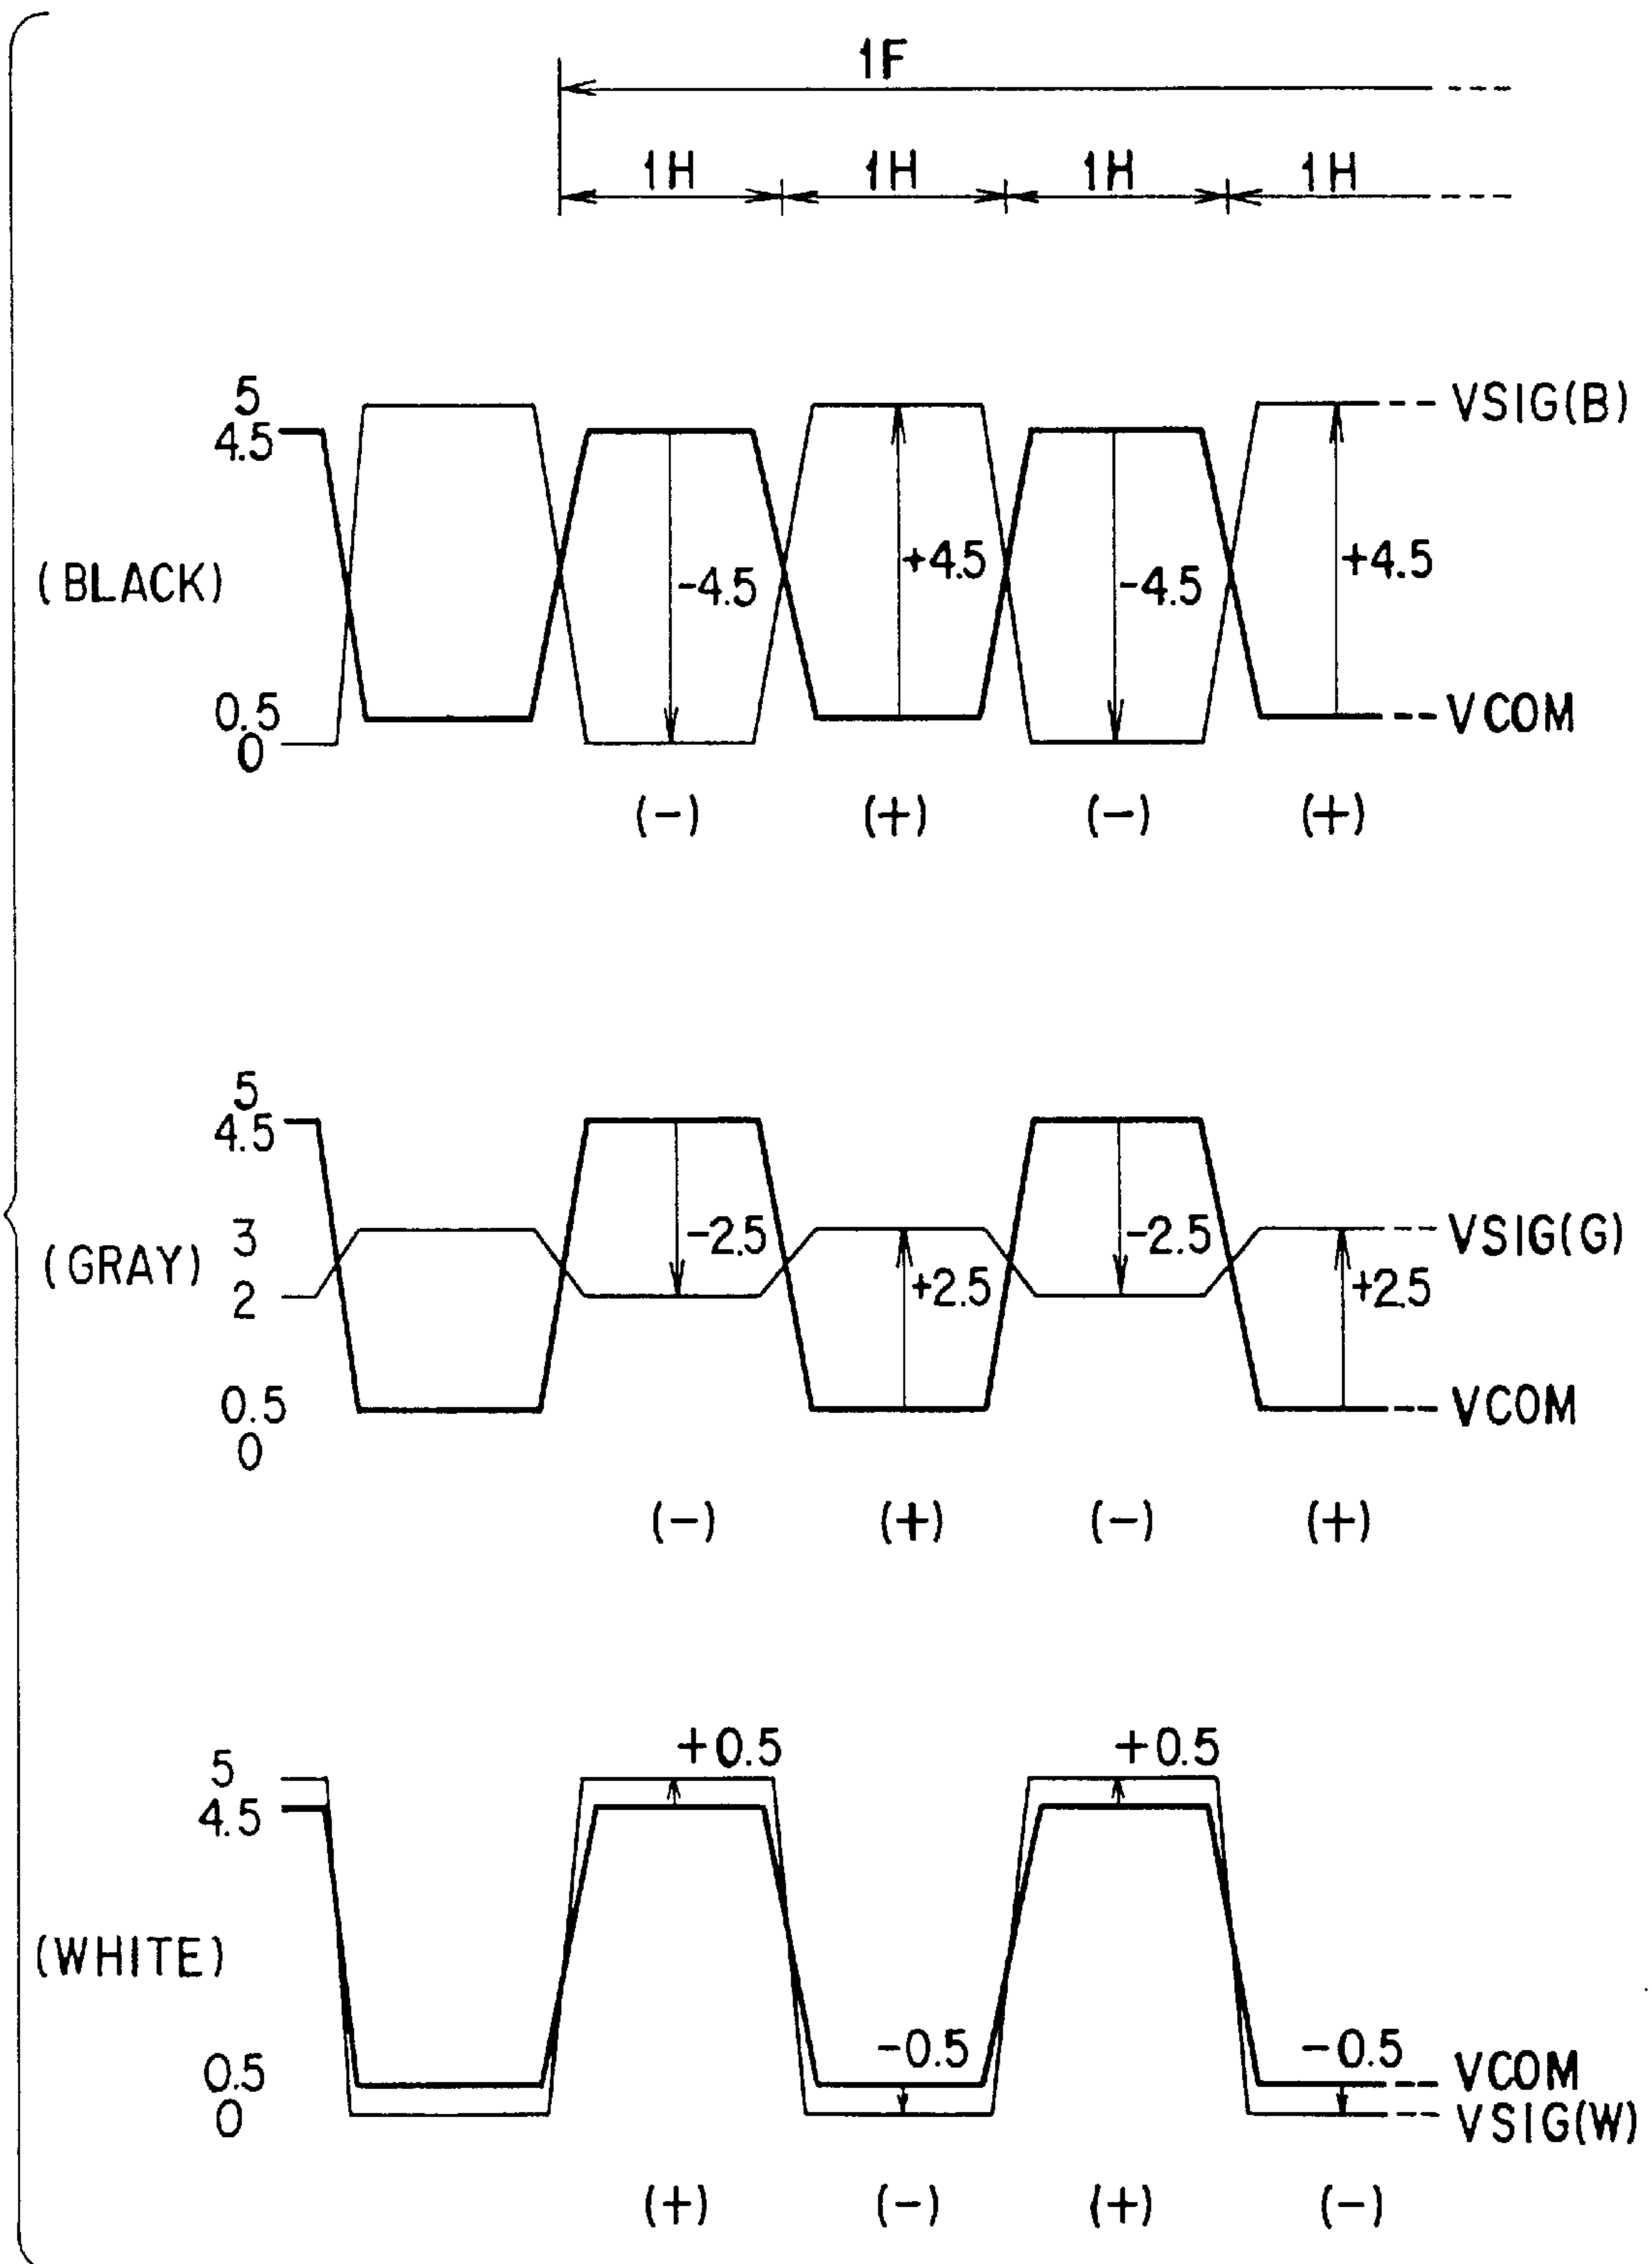 1F
1H 1H 1H 1H
5 VSIG(B)
4.5
(BLACK) -4.5 +4.5 -4.5 +4.5
0.5 VCOM
0
(-) (+) (-) (+)
5
4.5
3 -2.5 -2.5 VSIG(G)
(GRAY) +2.5 +2.5
2
0.5 VCOM
0
(-) (+) (-) (+)
+0.5 +0.5
5
4.5
(WHITE)
-0.5 -0.5
0.5 VCOM
0 VSIG(W)
(+) (-) (+) (-)